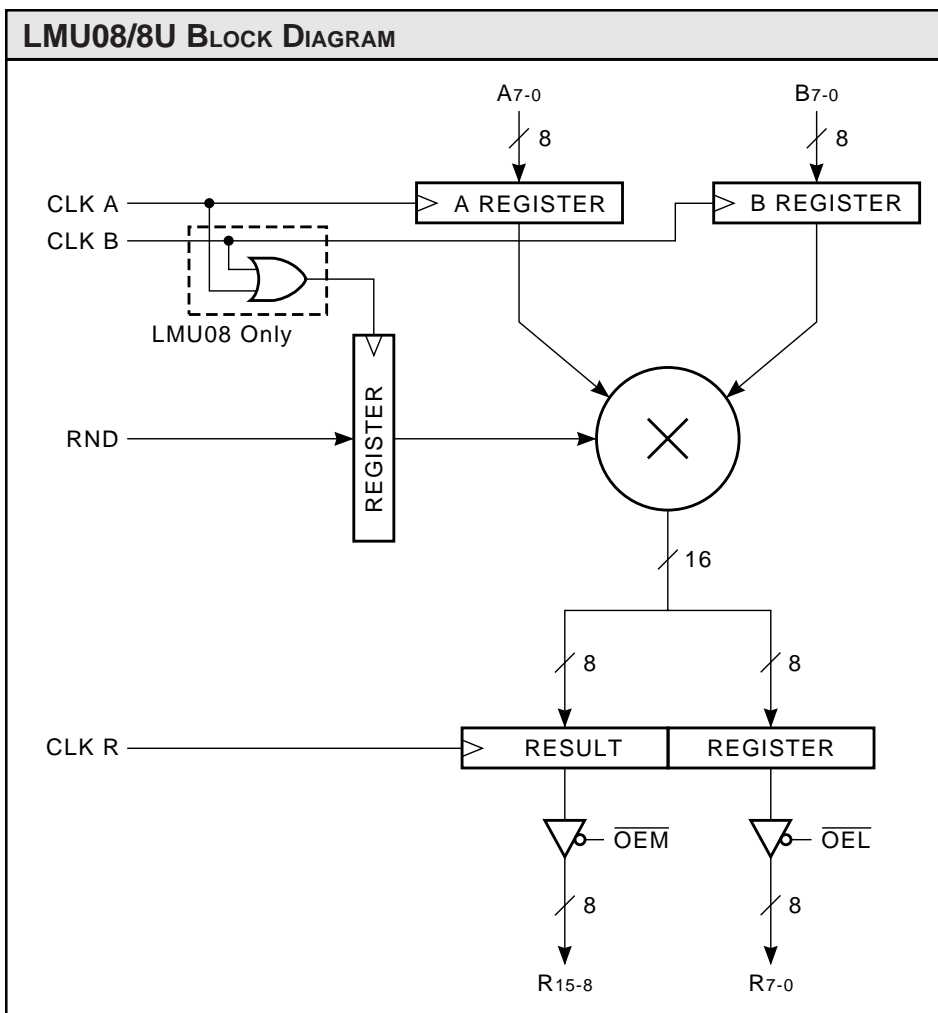 LMU08/8U BLOCK DIAGRAM
A7-0
B7-0
8
8
CLK A
A REGISTER
B REGISTER
CLK B
LMU08 Only
REGISTER
RND
16
8
8
CLK R
RESULT
REGISTER
OEM
OEL
8
8
R15-8
R7-0